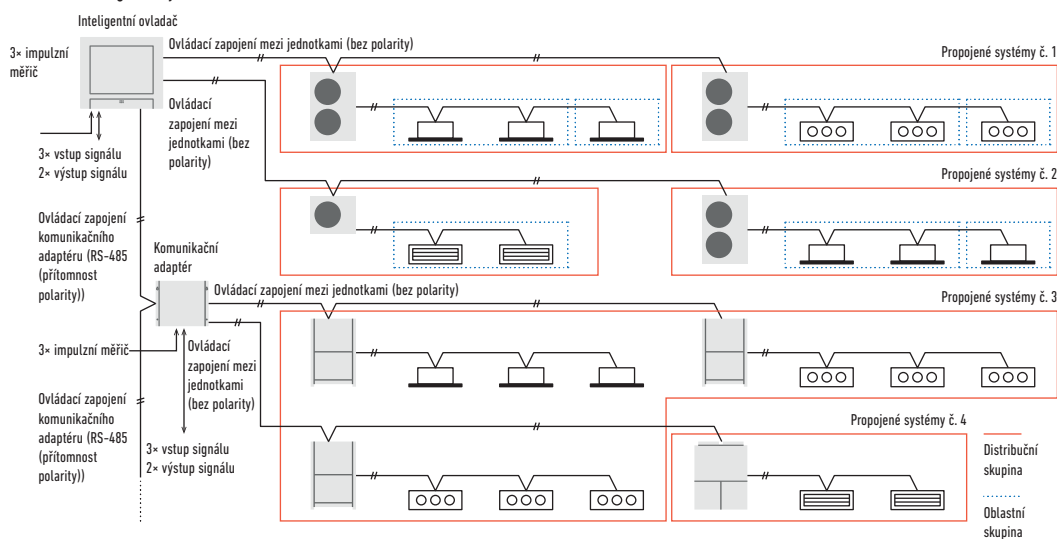 Inteligentní ovladač
3× impulzní
měřič
Ovládací zapojení mezi jednotkami (bez polarity)
Propojené systémy č. 1
Ovládací
zapojení mezi
jednotkami (bez
polarity)
3× vstup signálu
2× výstup signálu
Propojené systémy č. 2
Ovládací zapojení
komunikačního
adaptéru (RS-485
(přítomnost
polarity))
Komunikační
adaptér
Ovládací zapojení mezi jednotkami (bez polarity)
Propojené systémy č. 3
3× impulzní měřič
Ovládací
zapojení mezi
jednotkami
(bez polarity)
Ovládací zapojení
komunikačního
adaptéru (RS-485
(přítomnost
polarity))
3× vstup signálu
2× výstup signálu
Propojené systémy č. 4
Distribuční
skupina
Oblastní
skupina